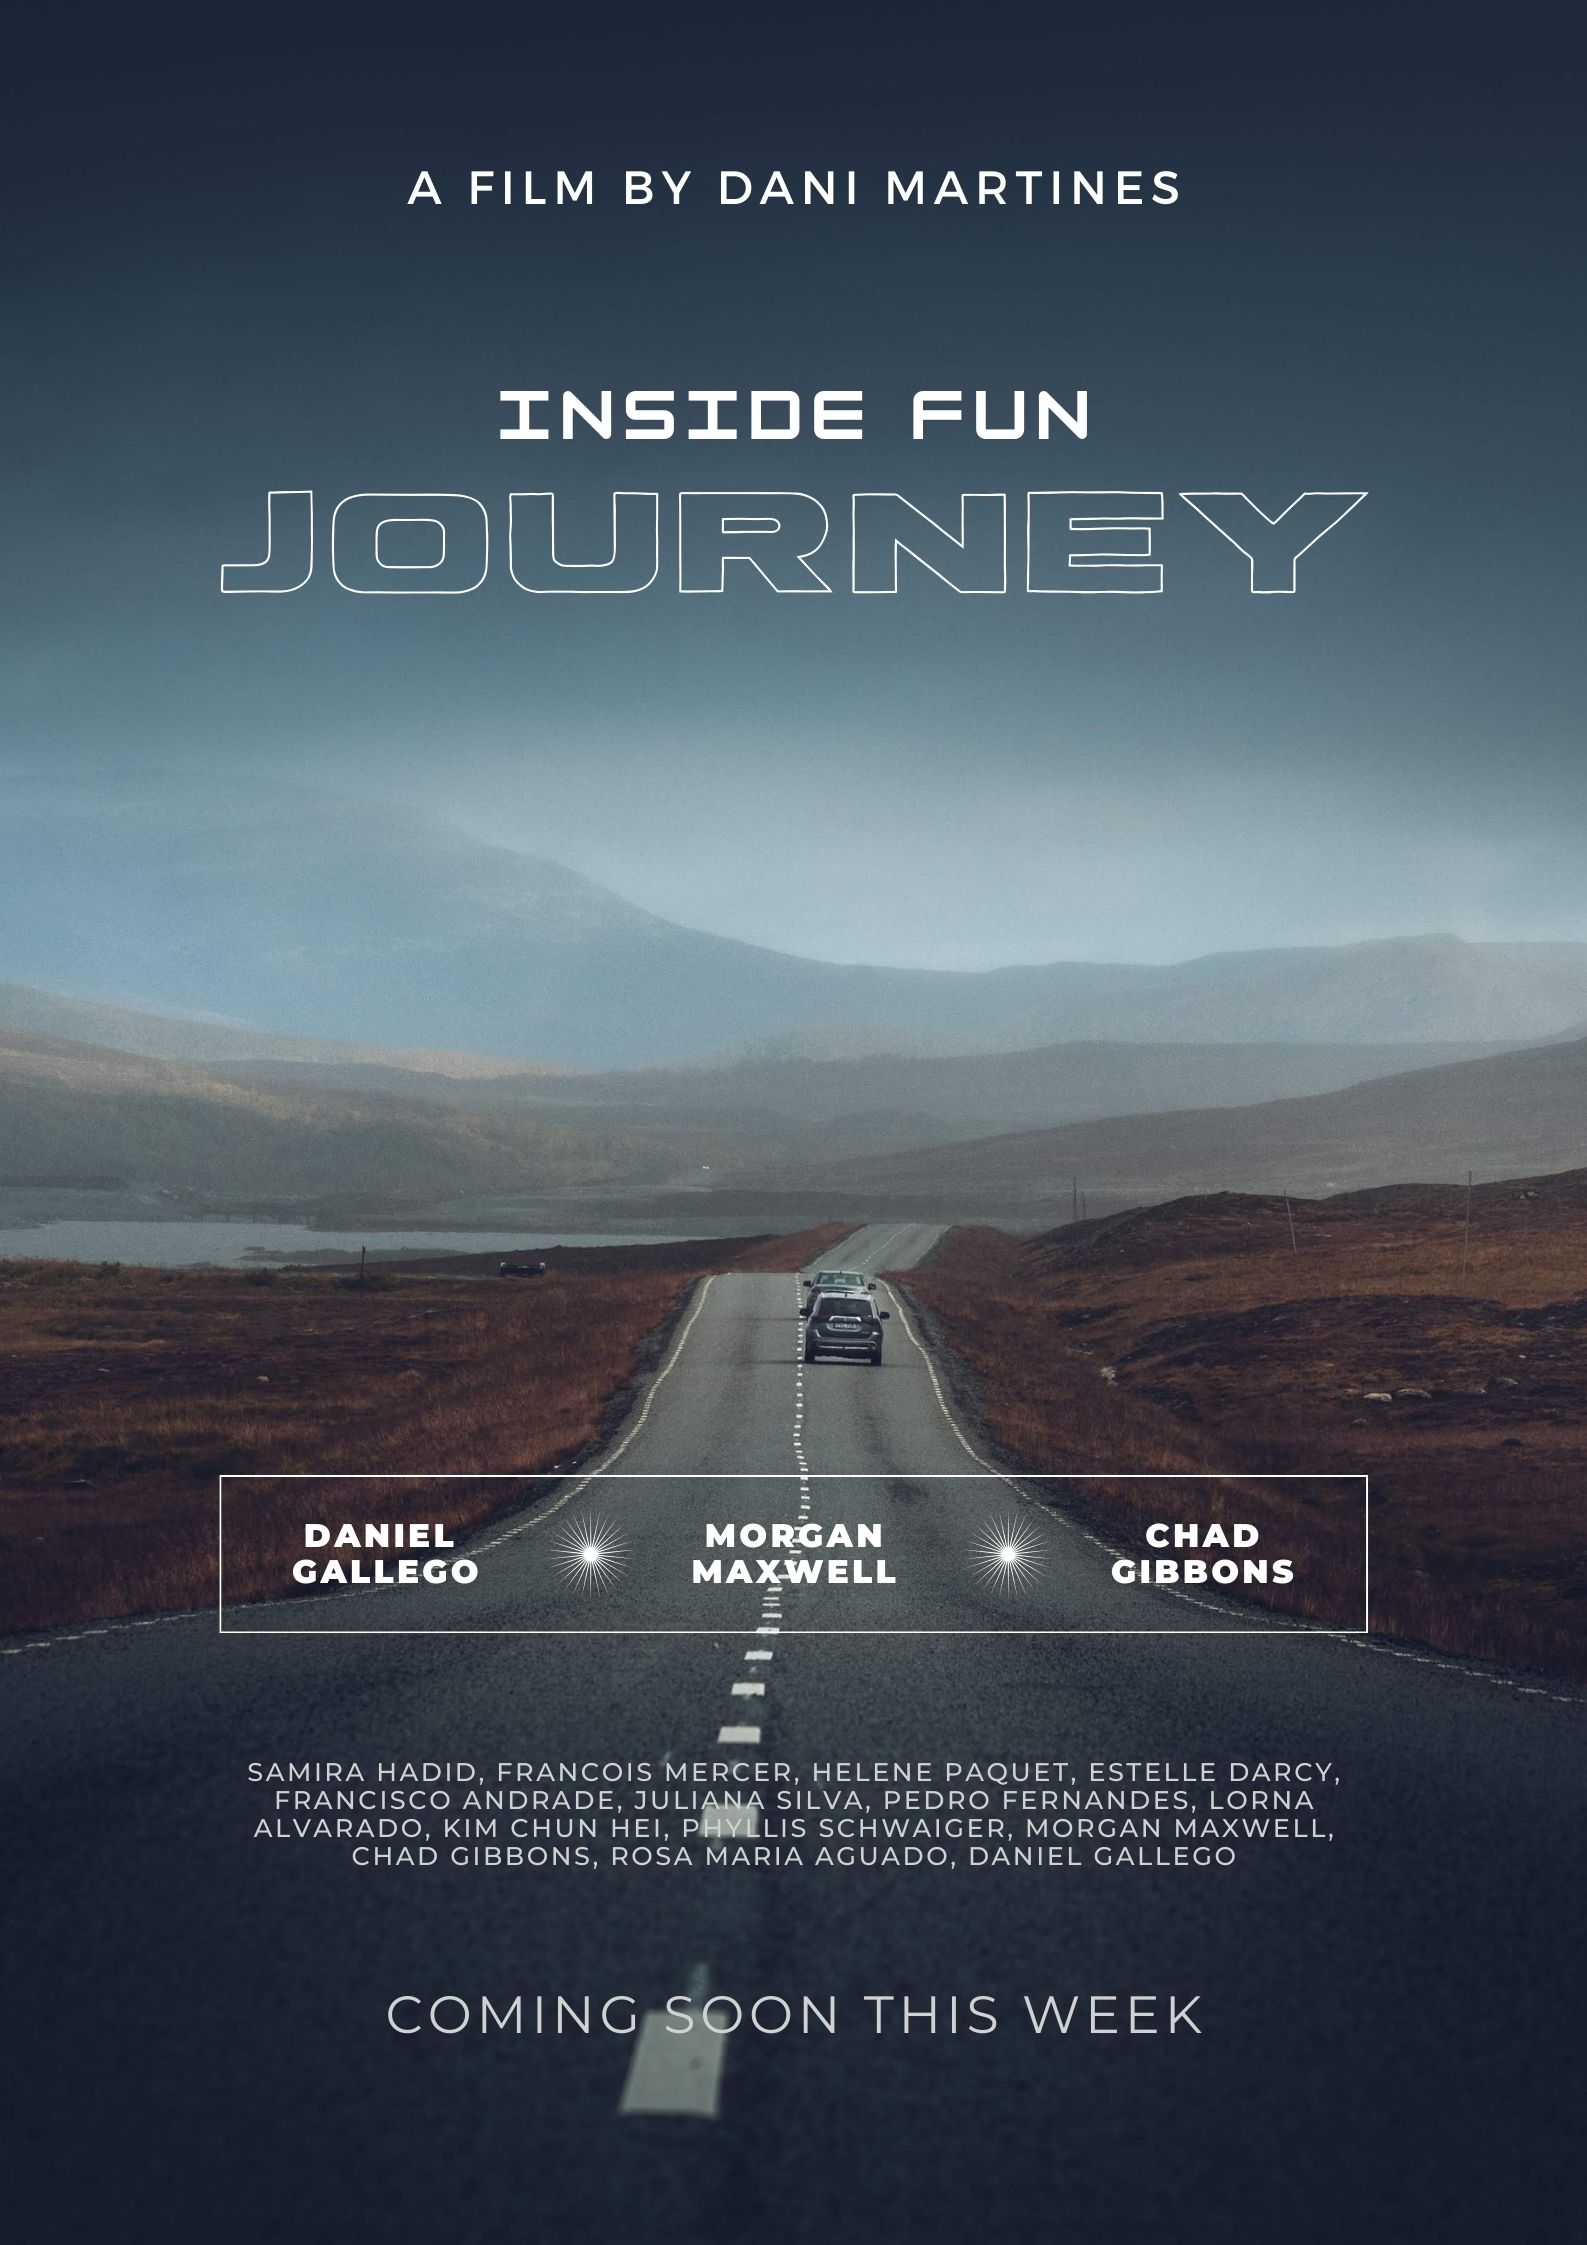 A FILM BY DANI MARTINES
INSIDE FUN
JOURNEY
DANIEL
GALLEGO
MORGAN
MAXWELL
CHAD
GIBBONS
SAMIRA HADID, FRANCOIS MERCER, HELENE PAQUET, ESTELLE DARCY,
FRANCISCO ANDRADE, JULIANA SILVA, PEDRO FERNANDES, LORNA
ALVARADO, KIM CHUN HEI, PHYLLIS SCHWAIGER, MORGAN MAXWELL,
CHAD GIBBONS, ROSA MARIA AGUADO, DANIEL GALLEGO
COMING SOON THIS WEEK